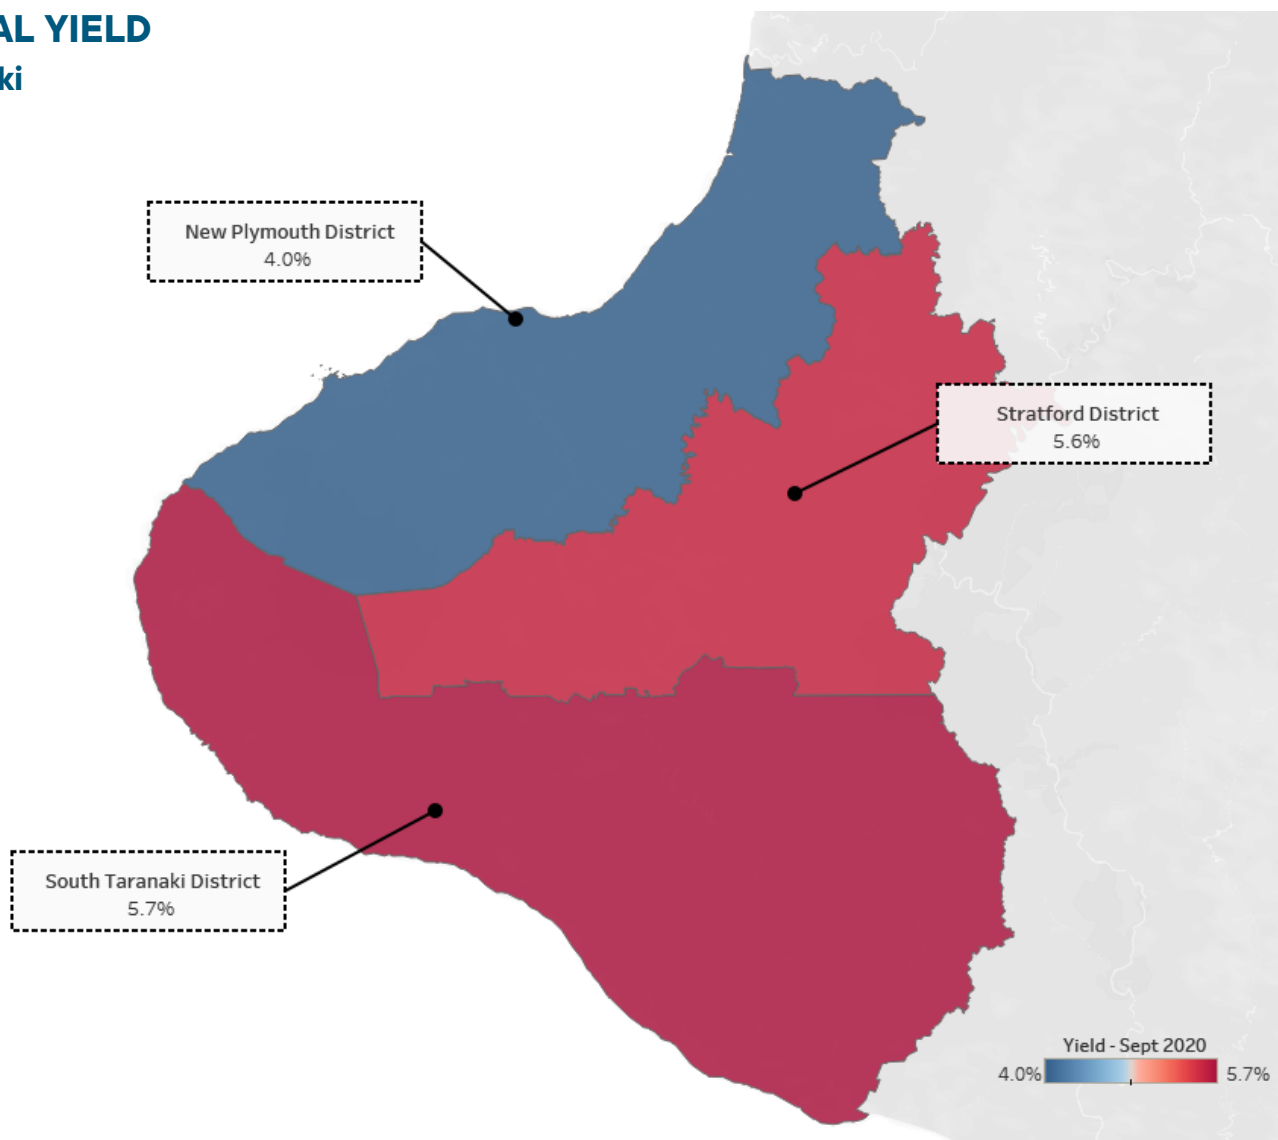 AL YIELD
ki
New Plymouth District
4.0%
Stratford District
5.6%
South Taranaki District
5.7%
Yield - Sept 2020
4.0%
5.7%